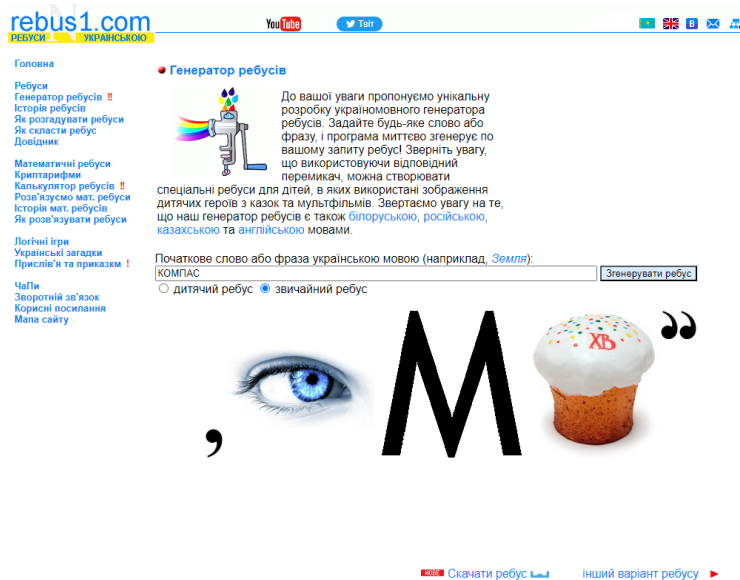 rebus1.com
РЕБУСИ УКРАЇНСЬКОЮ
You Tube
Твіт
В
Головна
Ребуси
Генератор ребусів !!
Історія ребусів
Як розгадувати ребуси
Як скласти ребус
Довідник
Математичні ребуси
Криптарифми
Калькулятор ребусів !!
Розв'язуємо мат. ребуси
Історія мат. ребусів
Як розв'язувати ребуси
Логічні ігри
Українські загадки
Прислів'я та приказкм !
ЧаПи
Зворотній зв'язок
Корисні посилання
Мапа сайту
Генератор ребусів
До вашої уваги пропонуємо унікальну
розробку україномовного генератора
ребусів. Задайте будь-яке слово або
фразу, і програма миттєво згенерує по
вашому запиту ребус! Зверніть увагу,
що використовуючи відповідний
перемикач, можна створювати
спеціальні ребуси для дітей, в яких використані зображення
дитячих героїв з казок та мультфільмів. Звертаємо увагу на те,
що наш генератор ребусів є також білоруською, російською,
казахською та англійською мовами.
Початкове слово або фраза українською мовою (наприклад, Земля):
КОМПАС Згенерувати ребус
дитячий ребус звичайний ребус
, М ХВ ,,
НОВЕ Скачати ребус інший варіант ребусу